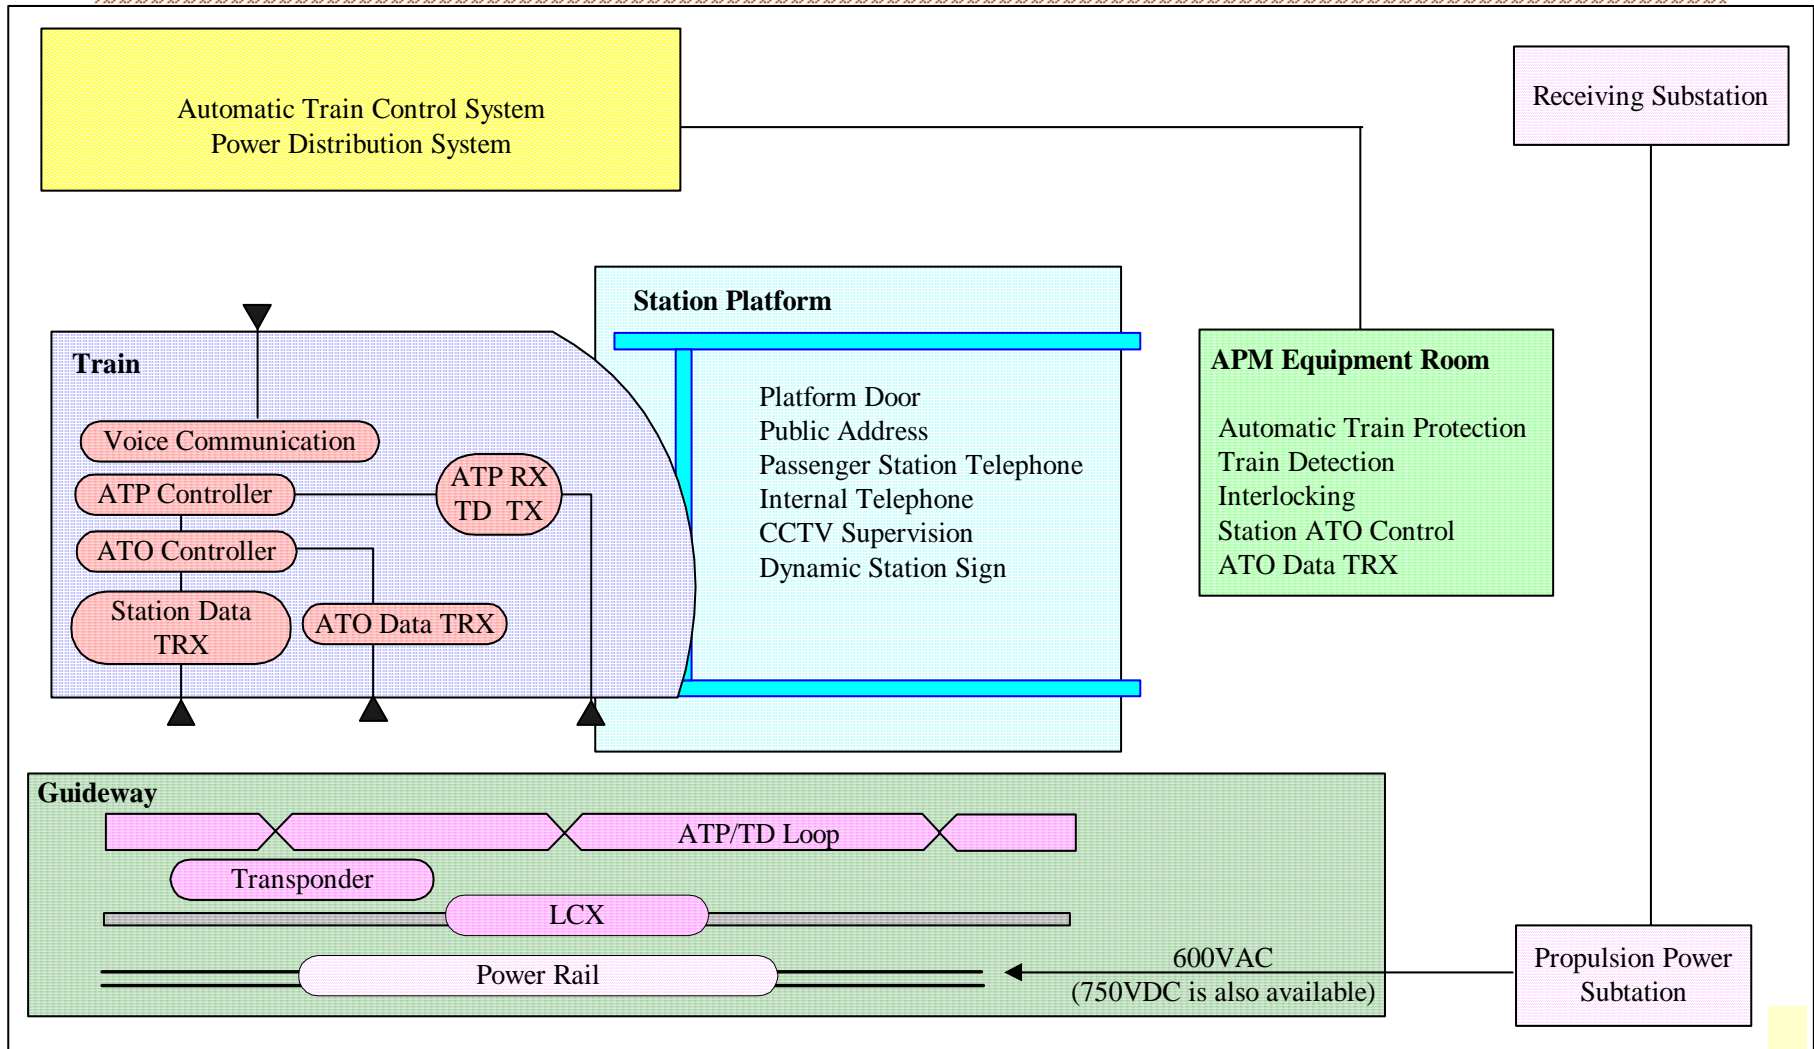 Automatic Train Control System
Power Distribution System
Receiving Substation
Station Platform
Platform Door
Public Address
Passenger Station Telephone
Internal Telephone
CCTV Supervision
Dynamic Station Sign
Train
Voice Communication
ATP Controller
ATP RX
TD TX
ATO Controller
Station Data
TRX
ATO Data TRX
APM Equipment Room
Automatic Train Protection
Train Detection
Interlocking
Station ATO Control
ATO Data TRX
Guideway
ATP/TD Loop
Transponder
LCX
Power Rail
600VAC
(750VDC is also available)
Propulsion Power
Subtation